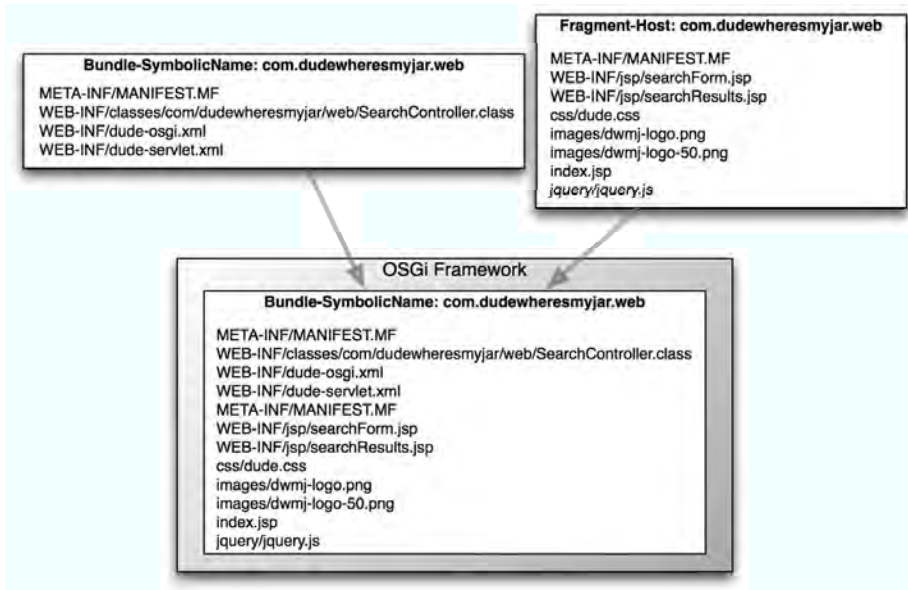 Bundle-SymbolicName: com.dudewheresmyjar.web
META-INF/MANIFEST.MF
WEB-INF/classes/com/dudewheresmyjar/web/SearchController.class
WEB-INF/dude-osgi.xml
WEB-INF/dude-servlet.xml
Fragment-Host: com.dudewheresmyjar.web
META-INF/MANIFEST.MF
WEB-INF/jsp/searchForm.jsp
WEB-INF/jsp/searchResults.jsp
css/dude.css
images/dwmj-logo.png
images/dwmj-logo-50.png
index.jsp
jquery/jquery.js
OSGi Framework
Bundle-SymbolicName: com.dudewheresmyjar.web
META-INF/MANIFEST.MF
WEB-INF/classes/com/dudewheresmyjar/web/SearchController.class
WEB-INF/dude-osgi.xml
WEB-INF/dude-servlet.xml
META-INF/MANIFEST.MF
WEB-INF/jsp/searchForm.jsp
WEB-INF/jsp/searchResults.jsp
css/dude.css
images/dwmj-logo.png
images/dwmj-logo-50.png
index.jsp
jquery/jquery.js